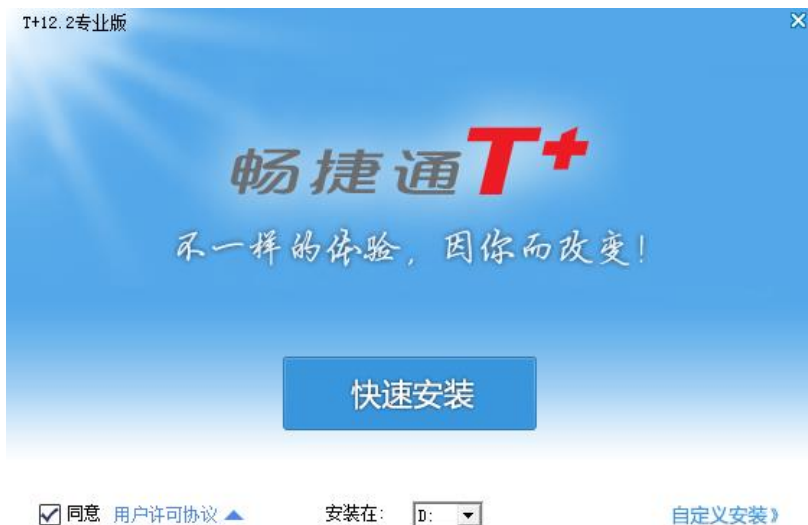 T+12.2专业版
畅捷通T+
不一样的体验，因你而改变！
快速安装
同意 用户许可协议 安装在： D: 自定义安装》